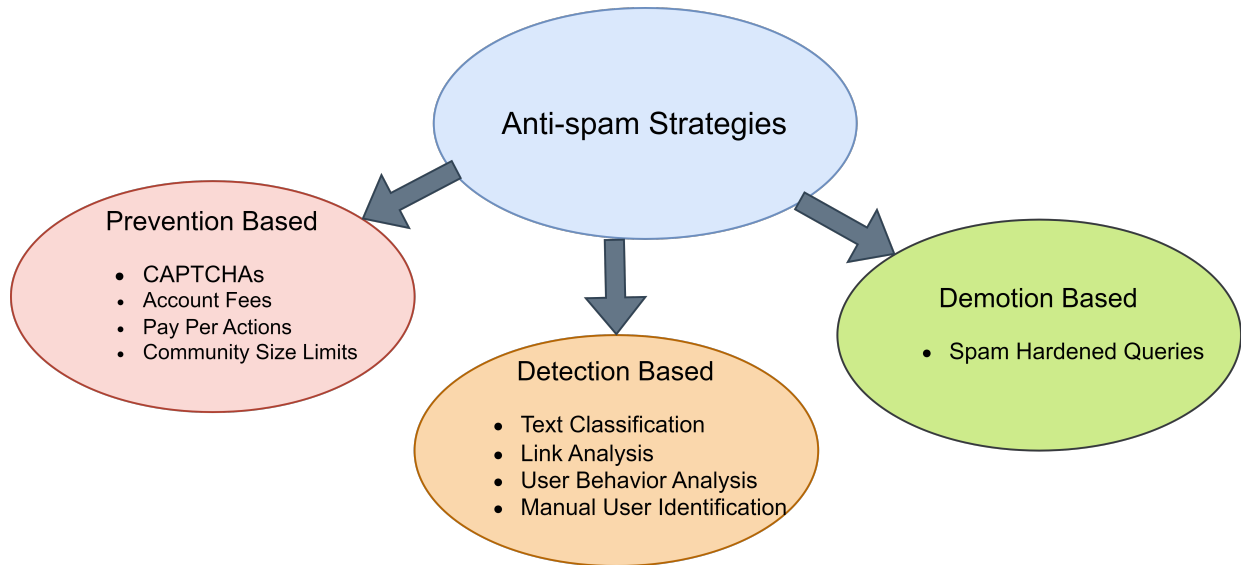 Anti-spam Strategies
Prevention Based
• CAPTCHAs
• Account Fees
• Pay Per Actions
• Community Size Limits
Detection Based
• Text Classification
• Link Analysis
• User Behavior Analysis
• Manual User Identification
Demotion Based
• Spam Hardened Queries